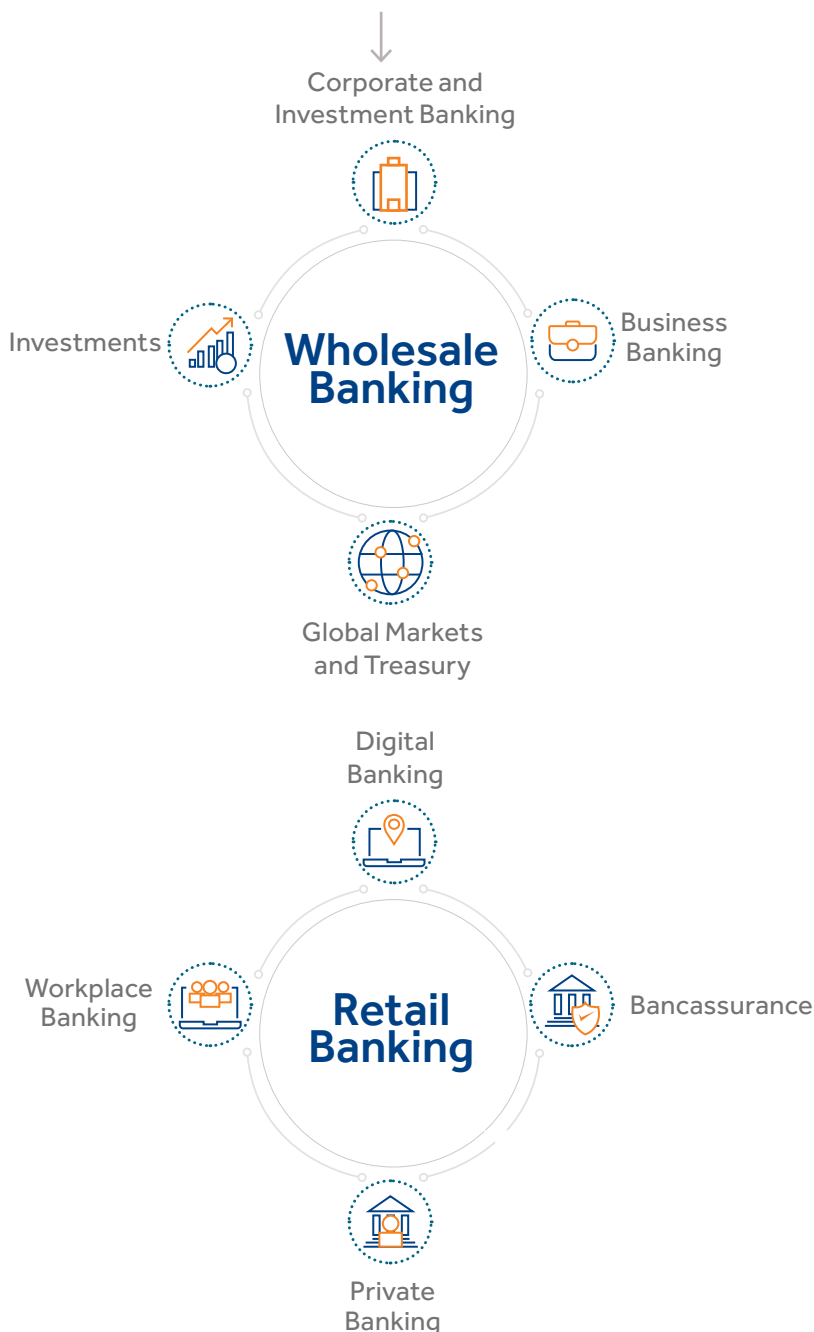 Corporate and
Investment Banking
Investments
Wholesale
Banking
Business
Banking
Global Markets
and Treasury
Digital
Banking
Workplace
Banking
Retail
Banking
Bancassurance
Private
Banking